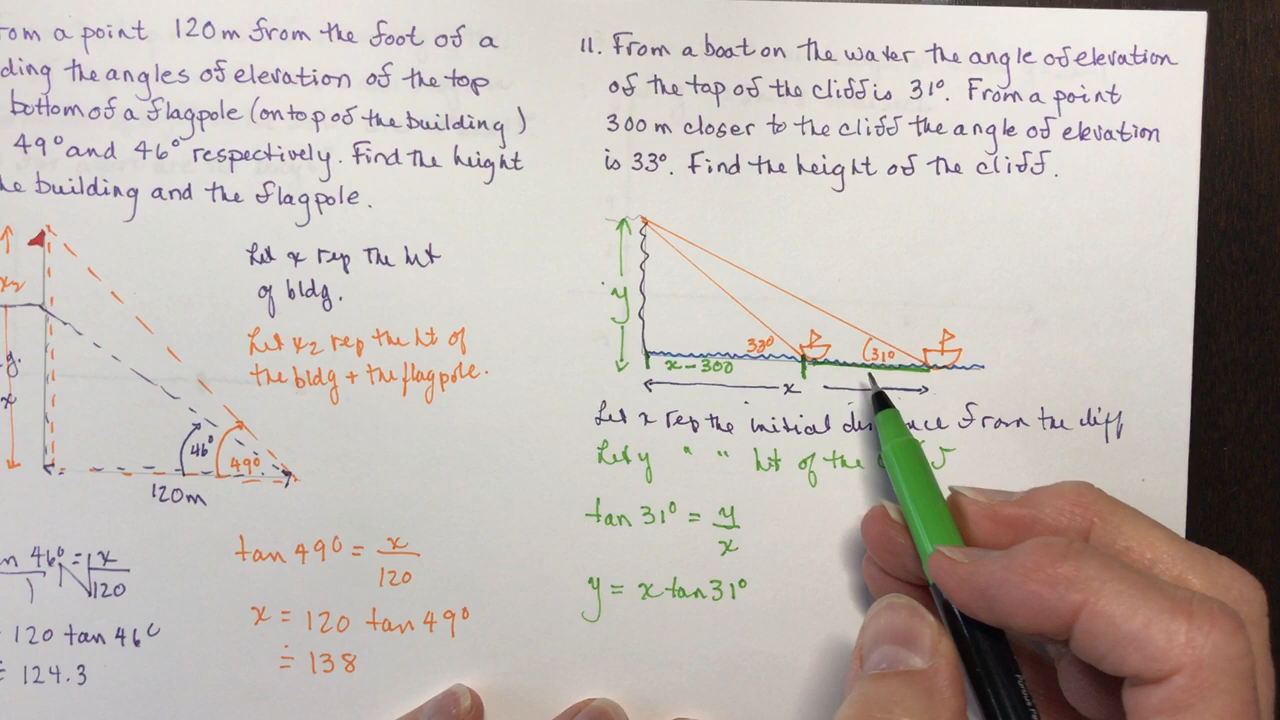 om a point 120m from the foot of a
ding the angles of elevation of the top
bottom of a flagpole (on top of the building)
49° and 46° respectively. Find the height
he building and the flagpole.
x2
y.
x
46°
49°
120m
Let x rep the ht
of bldg.
Let x2 rep the ht of
the bldg + the flagpole.
n 46° = x
1 120
120 tan 46°
124.3
tan 49° = x
120
x = 120 tan 49°
≐ 138
11. From a boat on the water the angle of elevation
of the top of the cliff is 31°. From a point
300 m closer to the cliff the angle of elevation
is 33°. Find the height of the cliff.
y
33°
31°
x-300
x
Let x rep the initial distance from the cliff
Let y " " ht of the
tan 31° = y
x
y = x tan 31°